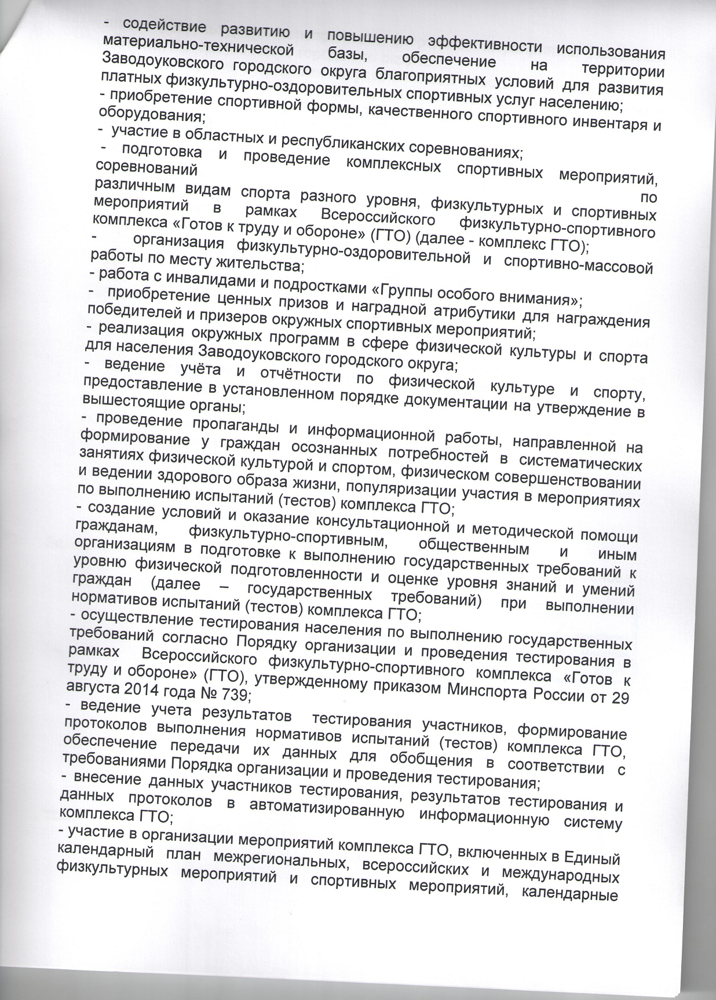 - содействие развитию и повышению эффективности использования
материально-технической базы, обеспечение на территории
Заводоуковского городского округа благоприятных условий для развития
платных физкультурно-оздоровительных спортивных услуг населению;
- приобретение спортивной формы, качественного спортивного инвентаря и
оборудования;
- участие в областных и республиканских соревнованиях;
- подготовка и проведение комплексных спортивных мероприятий,
соревнований по
различным видам спорта разного уровня, физкультурных и спортивных
мероприятий в рамках Всероссийского физкультурно-спортивного
комплекса «Готов к труду и обороне» (ГТО) (далее - комплекс ГТО);
- организация физкультурно-оздоровительной и спортивно-массовой
работы по месту жительства;
- работа с инвалидами и подростками «Группы особого внимания»;
- приобретение ценных призов и наградной атрибутики для награждения
победителей и призеров окружных спортивных мероприятий;
- реализация окружных программ в сфере физической культуры и спорта
для населения Заводоуковского городского округа;
- ведение учёта и отчётности по физической культуре и спорту,
предоставление в установленном порядке документации на утверждение в
вышестоящие органы;
- проведение пропаганды и информационной работы, направленной на
формирование у граждан осознанных потребностей в систематических
занятиях физической культурой и спортом, физическом совершенствовании
и ведении здорового образа жизни, популяризации участия в мероприятиях
по выполнению испытаний (тестов) комплекса ГТО;
- создание условий и оказание консультационной и методической помощи
гражданам, физкультурно-спортивным, общественным и иным
организациям в подготовке к выполнению государственных требований к
уровню физической подготовленности и оценке уровня знаний и умений
граждан (далее – государственных требований) при выполнении
нормативов испытаний (тестов) комплекса ГТО;
- осуществление тестирования населения по выполнению государственных
требований согласно Порядку организации и проведения тестирования в
рамках Всероссийского физкультурно-спортивного комплекса «Готов к
труду и обороне» (ГТО), утвержденному приказом Минспорта России от 29
августа 2014 года № 739;
- ведение учета результатов тестирования участников, формирование
протоколов выполнения нормативов испытаний (тестов) комплекса ГТО,
обеспечение передачи их данных для обобщения в соответствии с
требованиями Порядка организации и проведения тестирования;
- внесение данных участников тестирования, результатов тестирования и
данных протоколов в автоматизированную информационную систему
комплекса ГТО;
- участие в организации мероприятий комплекса ГТО, включенных в Единый
календарный план межрегиональных, всероссийских и международных
физкультурных мероприятий и спортивных мероприятий, календарные